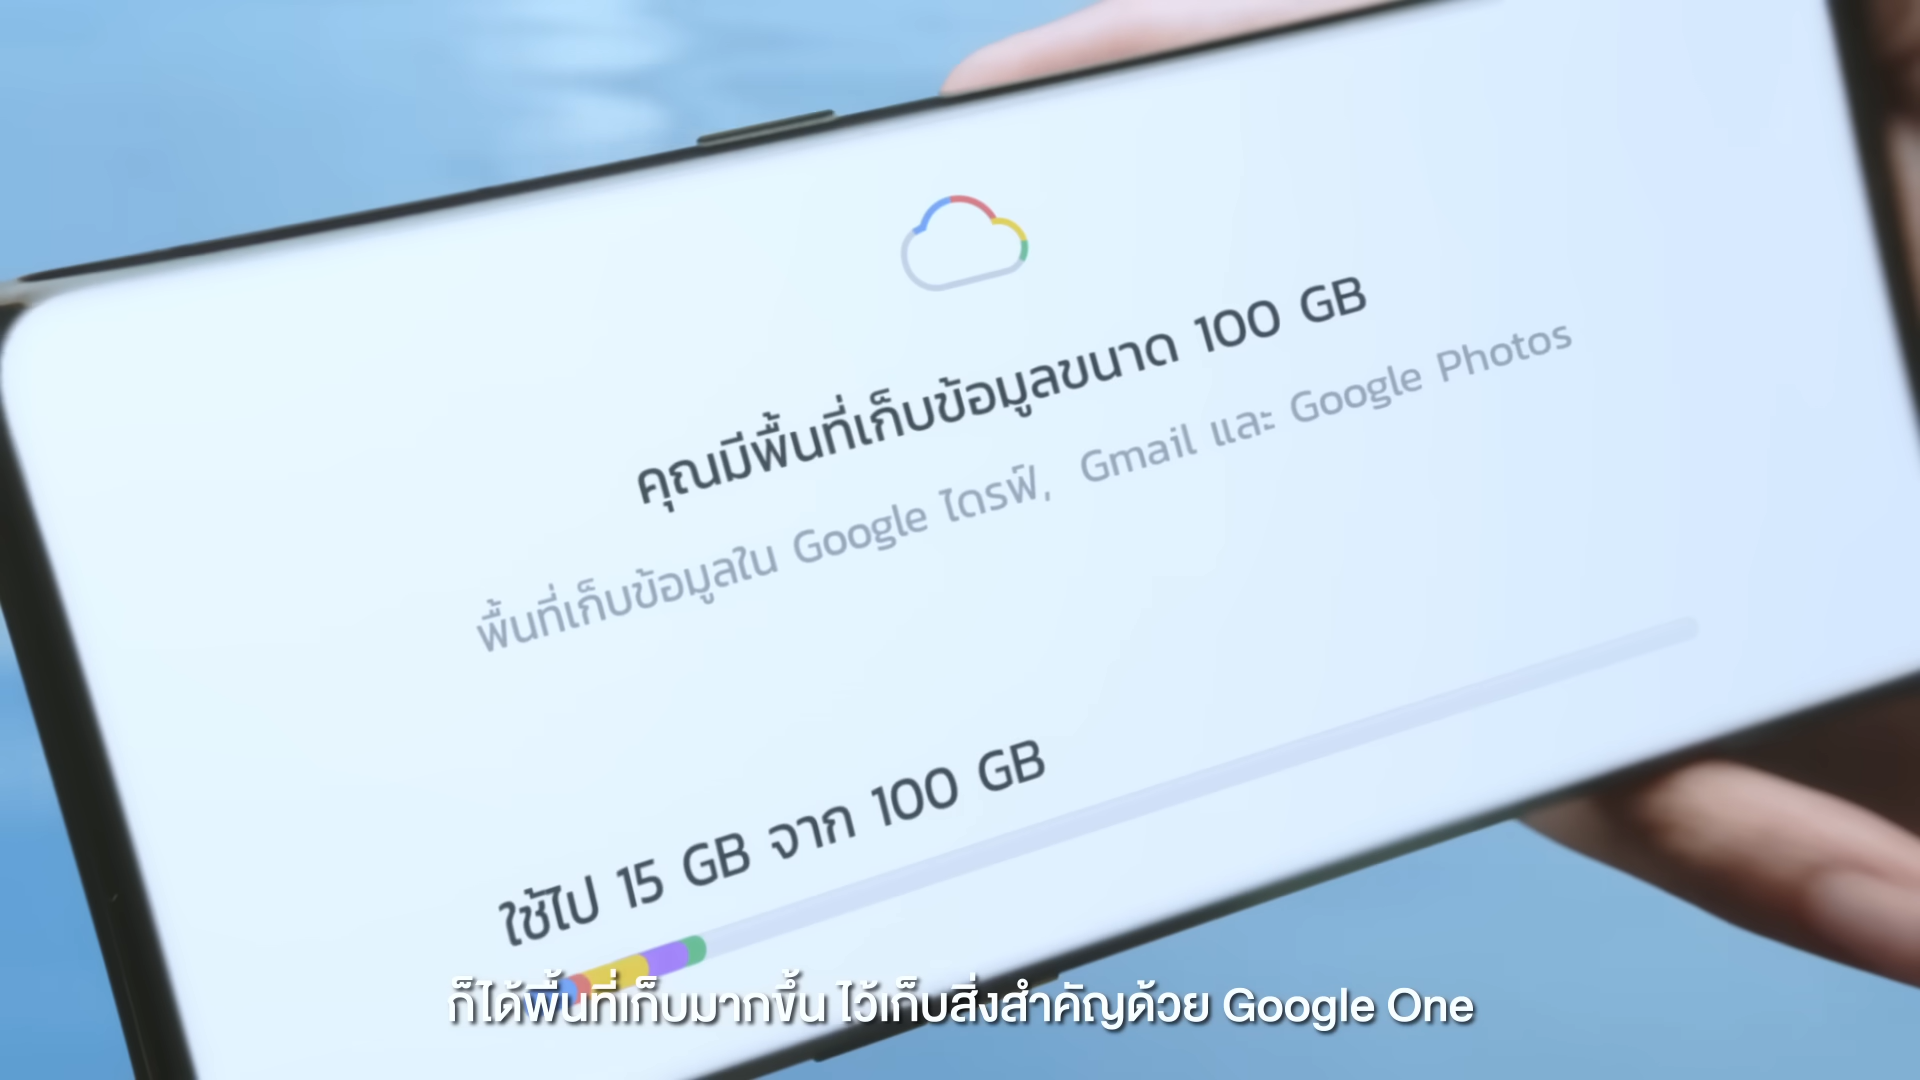 คุณมีพื้นที่เก็บข้อมูลขนาด 100 GB
พื้นที่เก็บข้อมูลใน Google ไดรฟ์, Gmail และ Google Photos
ใช้ไป 15 GB จาก 100 GB
ก็ได้พื้นที่เก็บมากขึ้น ไว้เก็บสิ่งสำคัญด้วย Google One